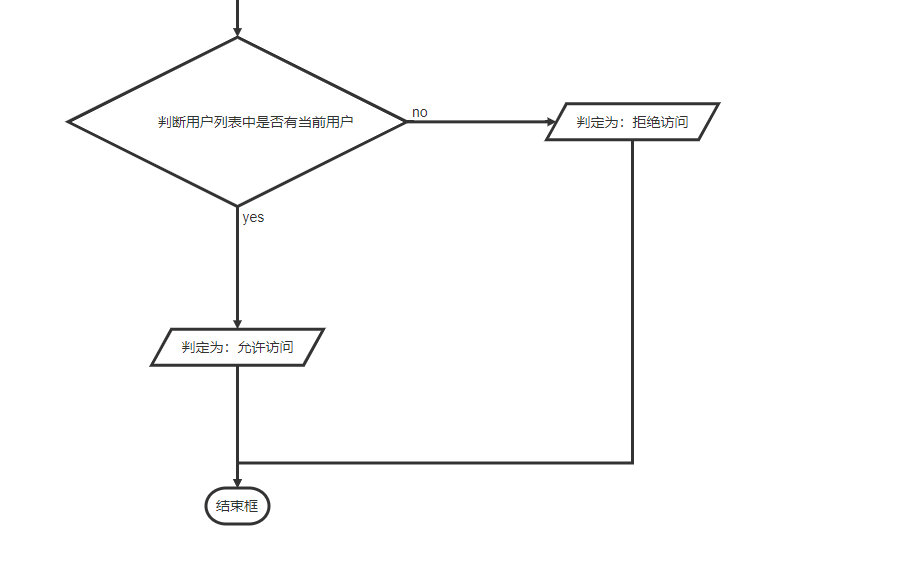 判断用户列表中是否有当前用户
no
判定为：拒绝访问
yes
判定为：允许访问
结束框